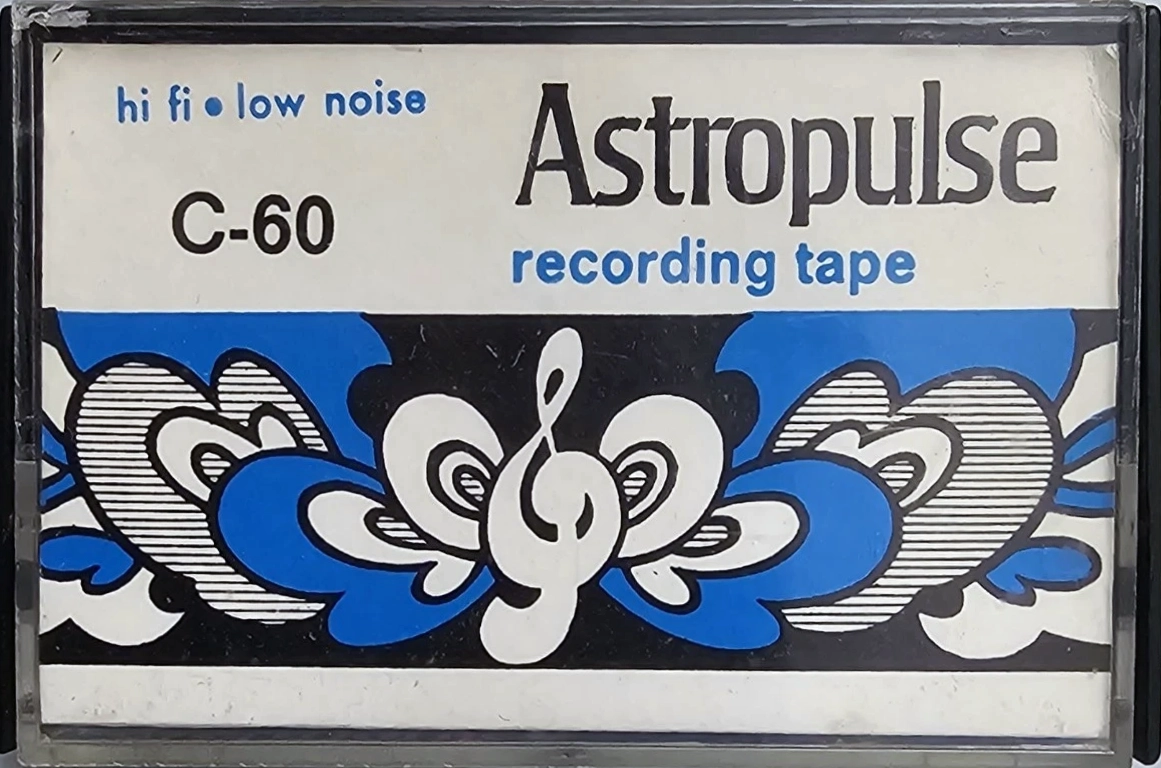 hi fi • low noise
Astropulse
C-60
recording tape